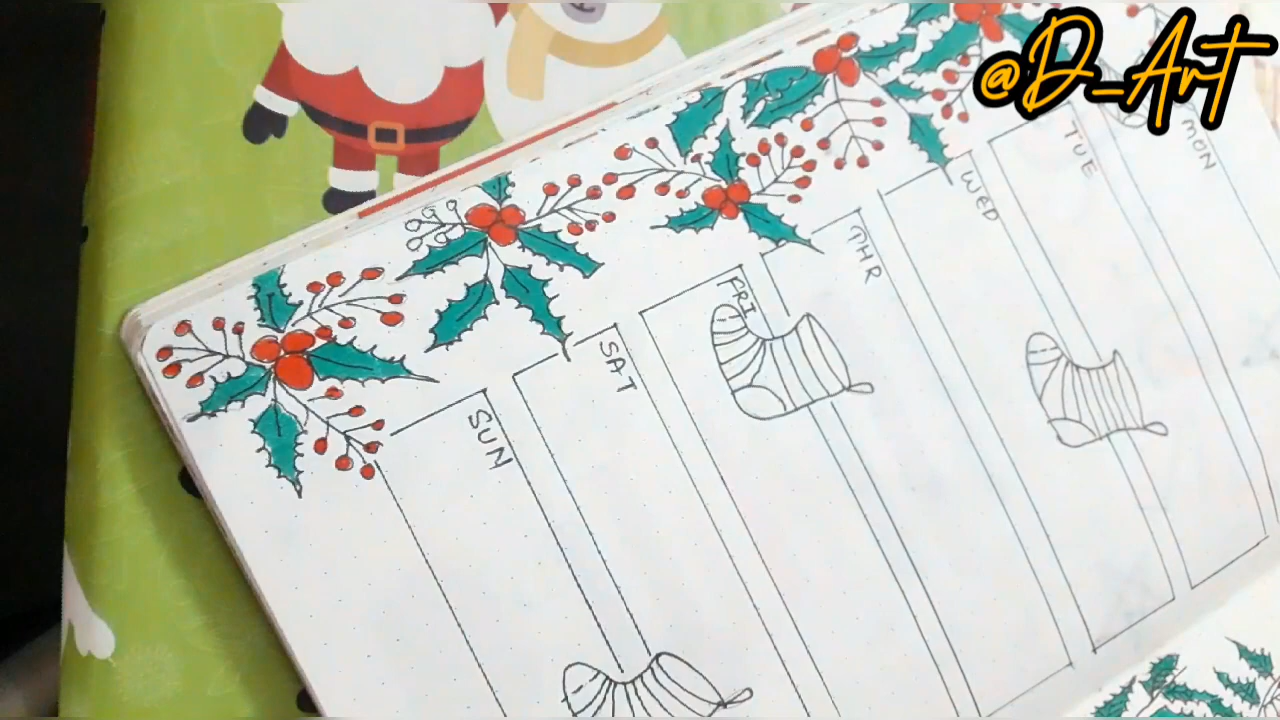 @D_Art
MON
TUE
WED
THR
FRI
SAT
SUN